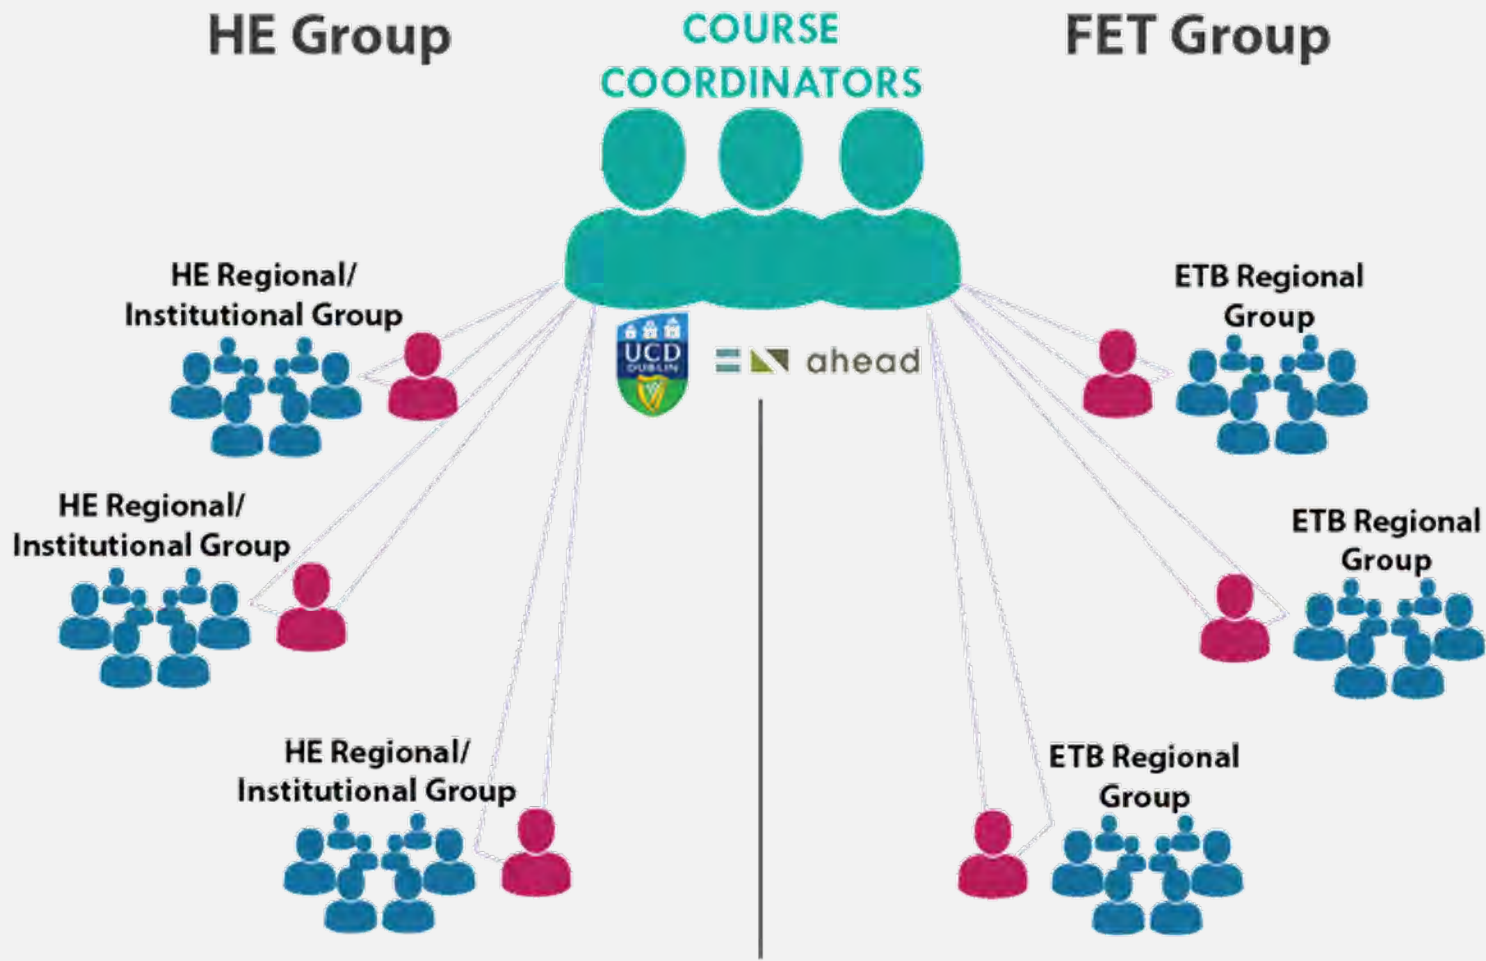 HE Group
COURSE
COORDINATORS
FET Group
HE Regional/
Institutional Group
UCD
DUBLIN
ahead
ETB Regional
Group
HE Regional/
Institutional Group
ETB Regional
Group
HE Regional/
Institutional Group
ETB Regional
Group